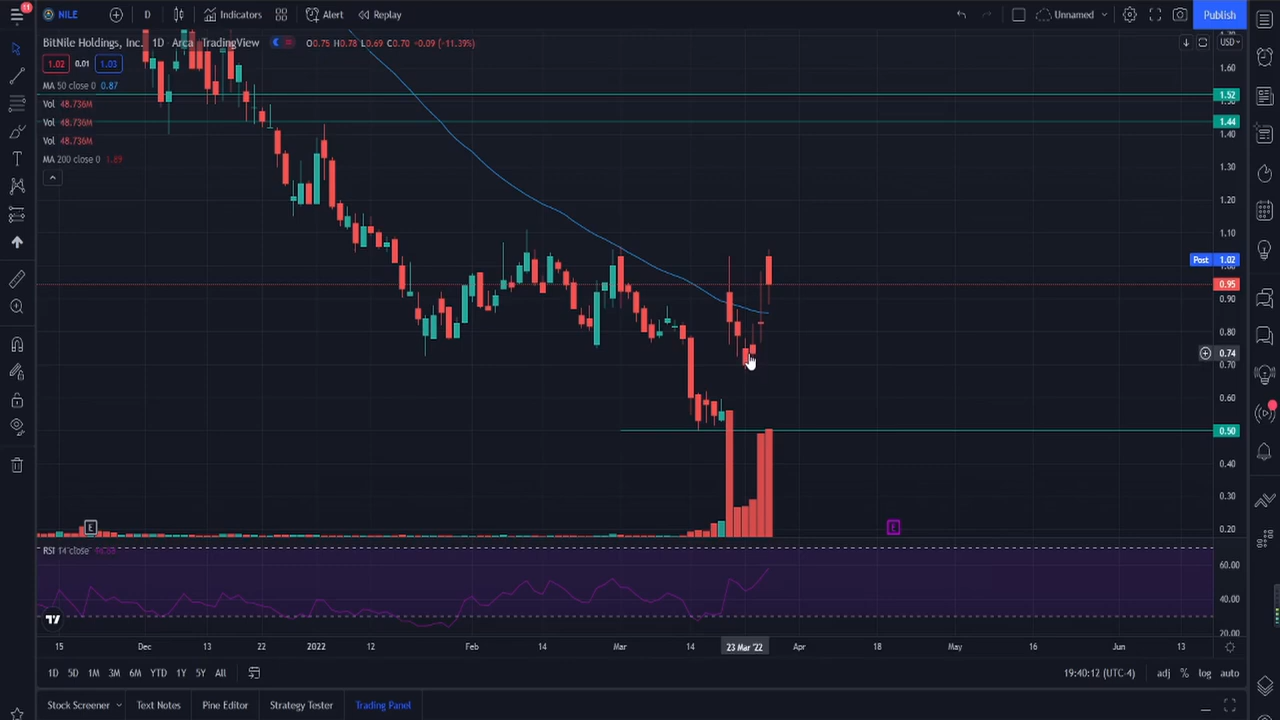 11
NILE
D
Indicators
Alert
Replay
Unnamed
Publish
BitNile Holdings, Inc. 1D Arca TradingView
O0.75 H0.78 L0.69 C0.70 -0.09 (-11.39%)
USD
1.02 0.01 1.03
MA 50 close 0 0.87
Vol 48.736M
Vol 48.736M
Vol 48.736M
MA 200 close 0 1.89
1.60
1.52
1.44
1.40
1.30
1.20
1.10
Post 1.02
0.95
0.90
0.80
0.74
0.70
0.60
0.50
0.40
0.30
0.20
E
E
RSI 14 close
60.00
40.00
20.00
15
Dec
13
22
2022
12
Feb
14
Mar
14
23 Mar '22
Apr
18
May
16
Jun
13
1D 5D 1M 3M 6M YTD 1Y 5Y All
19:40:12 (UTC-4)
adj % log auto
Stock Screener
Text Notes
Pine Editor
Strategy Tester
Trading Panel